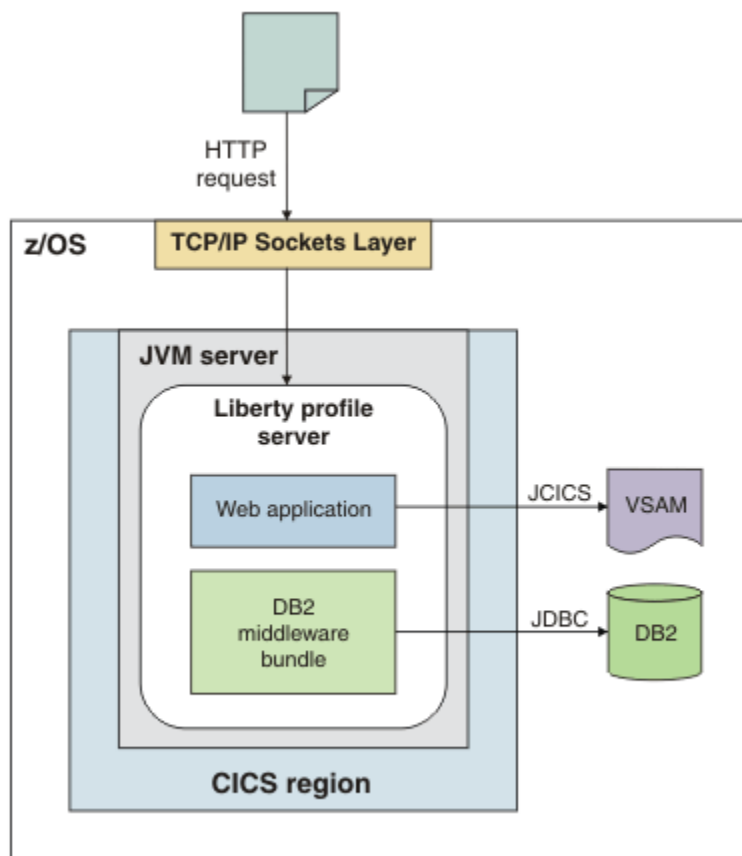 HTTP
request
z/OS
TCP/IP Sockets Layer
JVM server
Liberty profile
server
Web application
JCICS
VSAM
DB2
middleware
bundle
JDBC
DB2
CICS region